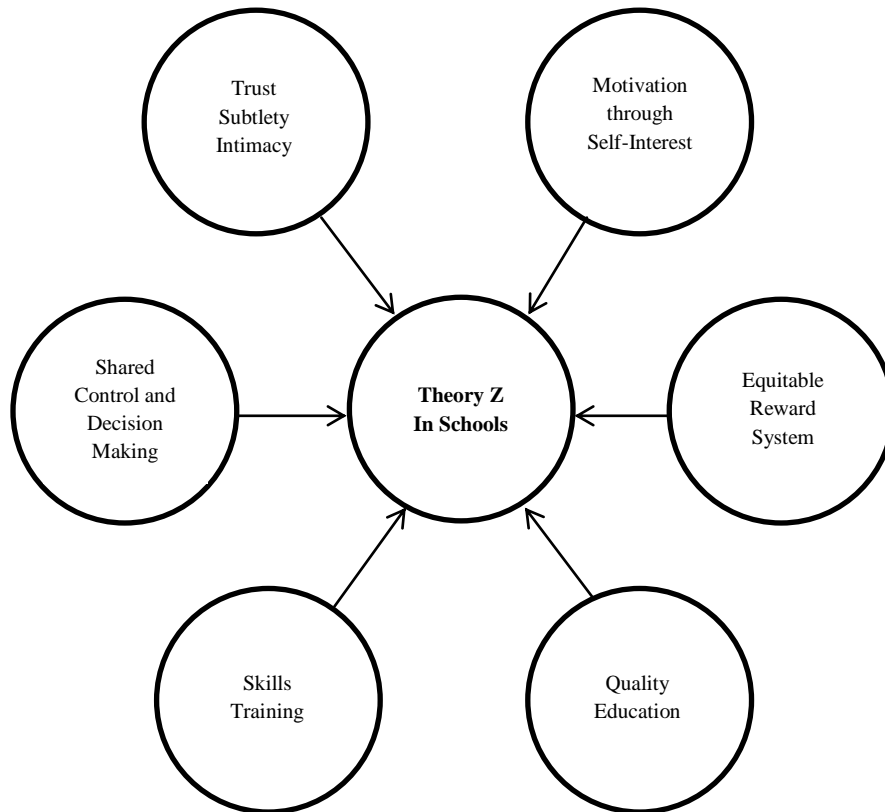 Trust
Subtlety
Intimacy
Motivation
through
Self-Interest
Shared
Control and
Decision
Making
Theory Z
In Schools
Equitable
Reward
System
Skills
Training
Quality
Education